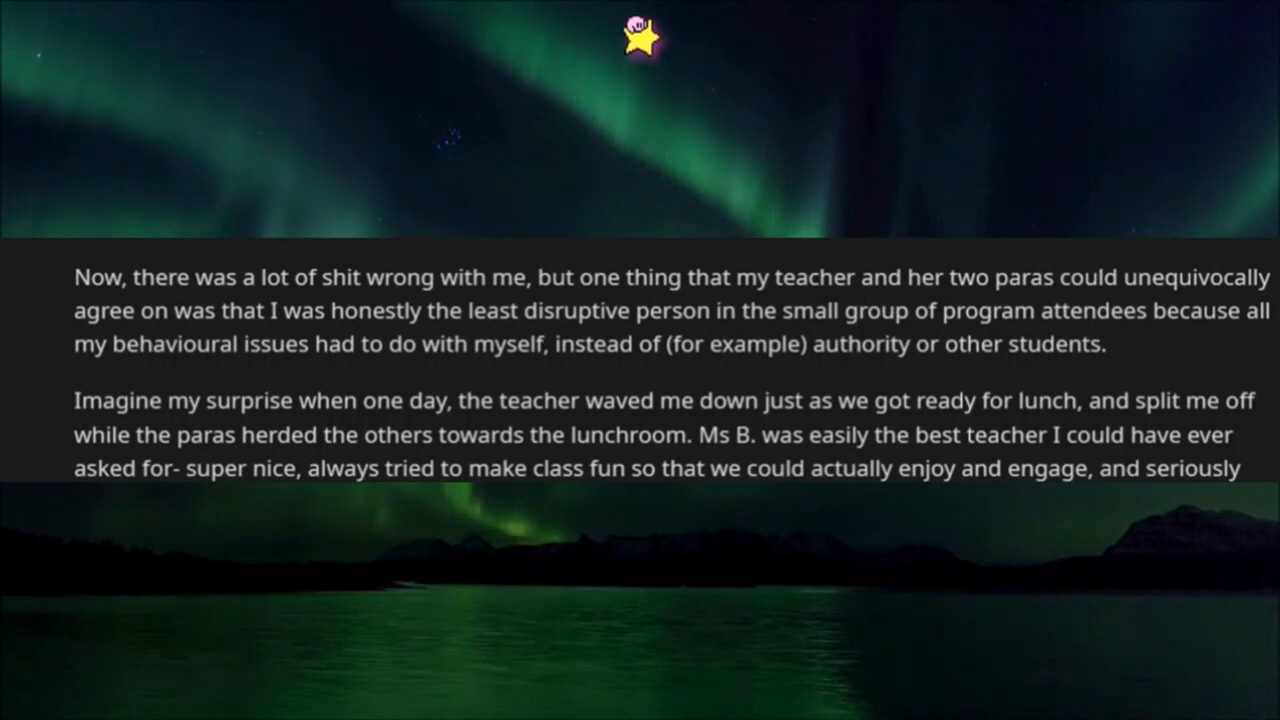 Now, there was a lot of shit wrong with me, but one thing that my teacher and her two paras could unequivocally
agree on was that I was honestly the least disruptive person in the small group of program attendees because all
my behavioural issues had to do with myself, instead of (for example) authority or other students.
Imagine my surprise when one day, the teacher waved me down just as we got ready for lunch, and split me off
while the paras herded the others towards the lunchroom. Ms B. was easily the best teacher I could have ever
asked for- super nice, always tried to make class fun so that we could actually enjoy and engage, and seriously